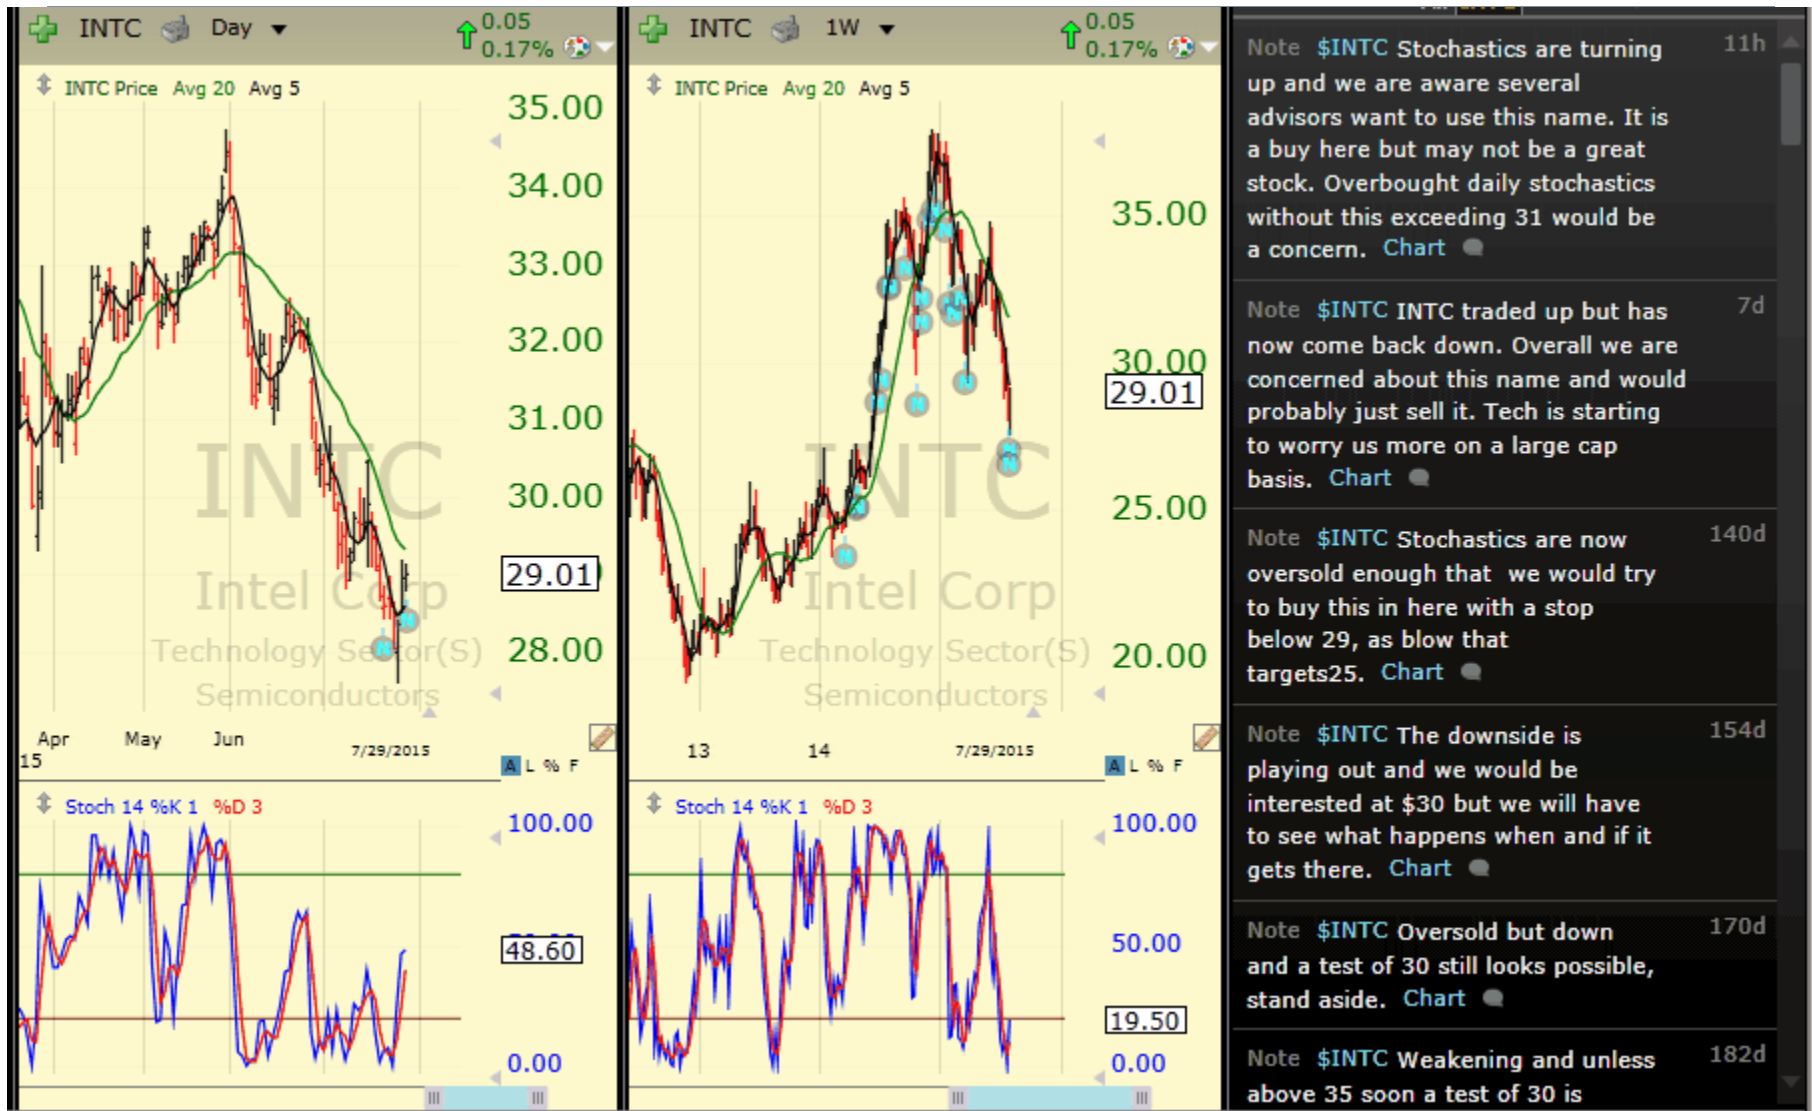 INTC Day 0.05
0.17%
INTC Price Avg 20 Avg 5
35.00
34.00
33.00
32.00
31.00
30.00
29.01
28.00
INTC
Intel Corp
Technology Sector(S)
Semiconductors
N N
Apr May Jun 7/29/2015
15
A L % F
Stoch 14 %K 1 %D 3
100.00
48.60
0.00
INTC 1W 0.05
0.17%
INTC Price Avg 20 Avg 5
35.00
30.00
29.01
25.00
20.00
INTC
Intel Corp
Technology Sector(S)
Semiconductors
13 14 7/29/2015
A L % F
Stoch 14 %K 1 %D 3
100.00
50.00
19.50
0.00
Note $INTC Stochastics are turning 11h
up and we are aware several
advisors want to use this name. It is
a buy here but may not be a great
stock. Overbought daily stochastics
without this exceeding 31 would be
a concern. Chart
Note $INTC INTC traded up but has 7d
now come back down. Overall we are
concerned about this name and would
probably just sell it. Tech is starting
to worry us more on a large cap
basis. Chart
Note $INTC Stochastics are now 140d
oversold enough that we would try
to buy this in here with a stop
below 29, as blow that
targets25. Chart
Note $INTC The downside is 154d
playing out and we would be
interested at $30 but we will have
to see what happens when and if it
gets there. Chart
Note $INTC Oversold but down 170d
and a test of 30 still looks possible,
stand aside. Chart
Note $INTC Weakening and unless 182d
above 35 soon a test of 30 is